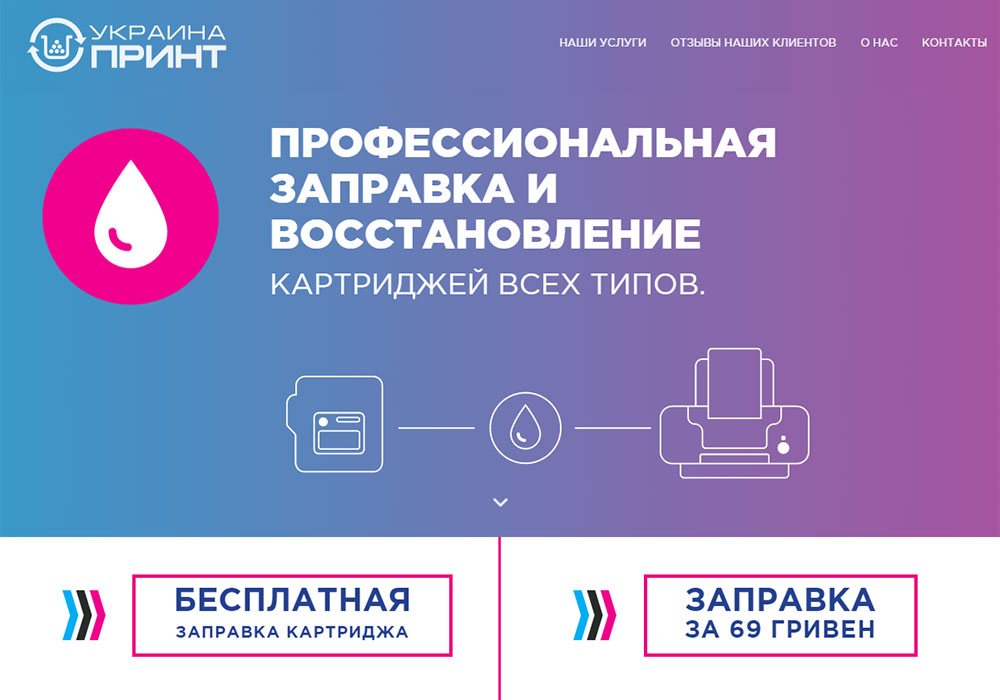 УКРАИНА
ПРИНТ
НАШИ УСЛУГИ ОТЗЫВЫ НАШИХ КЛИЕНТОВ О НАС КОНТАКТЫ
ПРОФЕССИОНАЛЬНАЯ
ЗАПРАВКА И
ВОССТАНОВЛЕНИЕ
КАРТРИДЖЕЙ ВСЕХ ТИПОВ.
БЕСПЛАТНАЯ
ЗАПРАВКА КАРТРИДЖА
ЗАПРАВКА
ЗА 69 ГРИВЕН